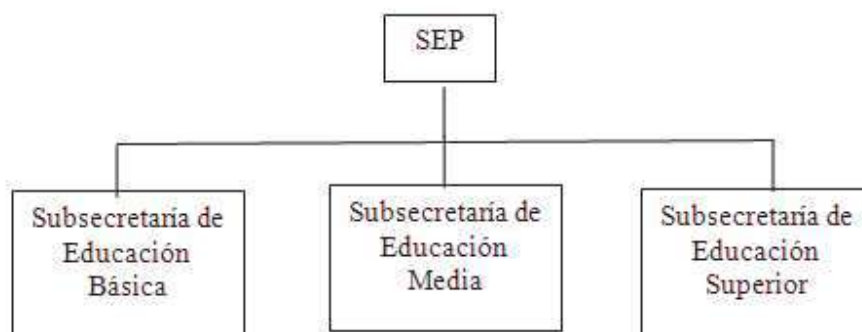 SEP
Subsecretaría de
Educación
Básica
Subsecretaría de
Educación
Media
Subsecretaría de
Educación
Superior